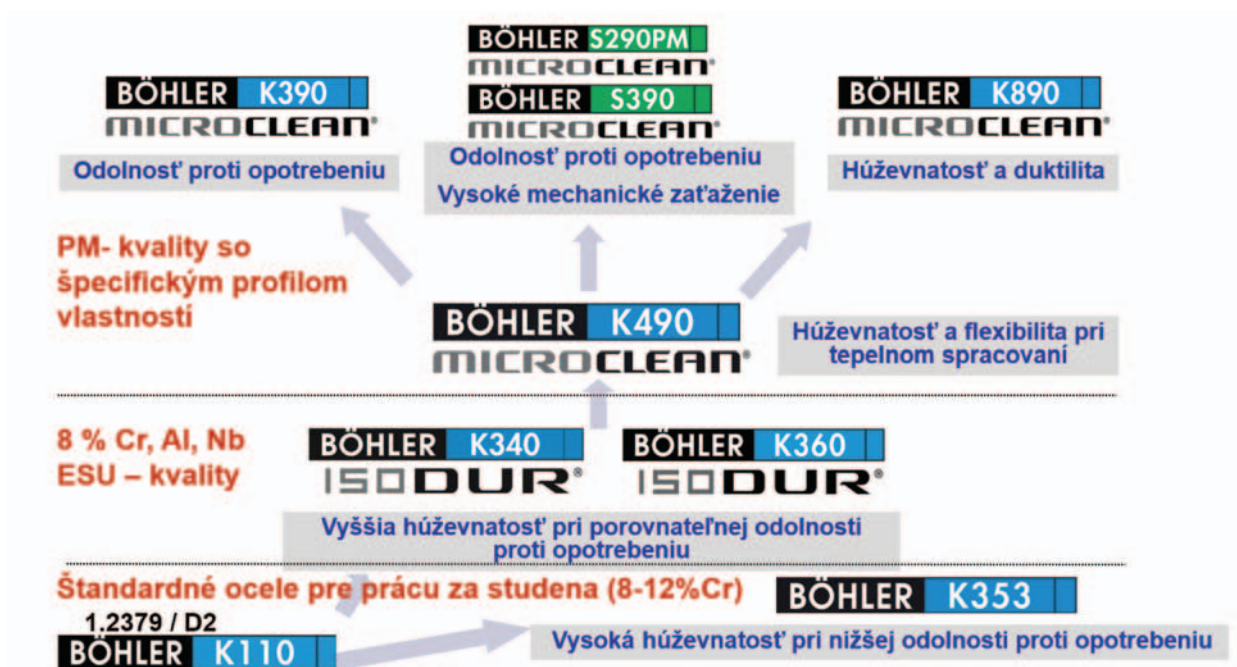 BÖHLER S290PM
MICROCLEAN®
BÖHLER K390
MICROCLEAN®
BÖHLER S390
MICROCLEAN®
BÖHLER K890
MICROCLEAN®
Odolnosť proti opotrebeniu
Odolnosť proti opotrebeniu
Vysoké mechanické zaťaženie
Húževnatosť a duktilita
PM- kvality so
špecifickým profilom
vlastností
BÖHLER K490
MICROCLEAN®
Húževnatosť a flexibilita pri
tepelnom spracovaní
8 % Cr, Al, Nb
ESU – kvality
BÖHLER K340
ISODUR®
BÖHLER K360
ISODUR®
Vyššia húževnatosť pri porovnateľnej odolnosti
proti opotrebeniu
Štandardné ocele pre prácu za studena (8-12%Cr)
BÖHLER K353
1.2379 / D2
BÖHLER K110
Vysoká húževnatosť pri nižšej odolnosti proti opotrebeniu